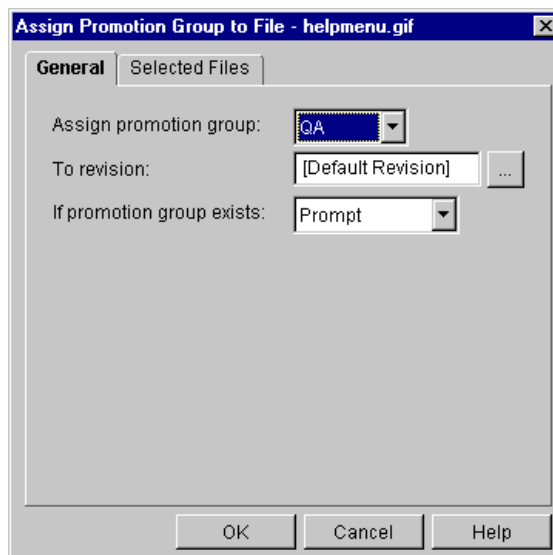 Assign Promotion Group to File - helpmenu.gif
General Selected Files
Assign promotion group: QA
To revision: [Default Revision] ...
If promotion group exists: Prompt
OK Cancel Help